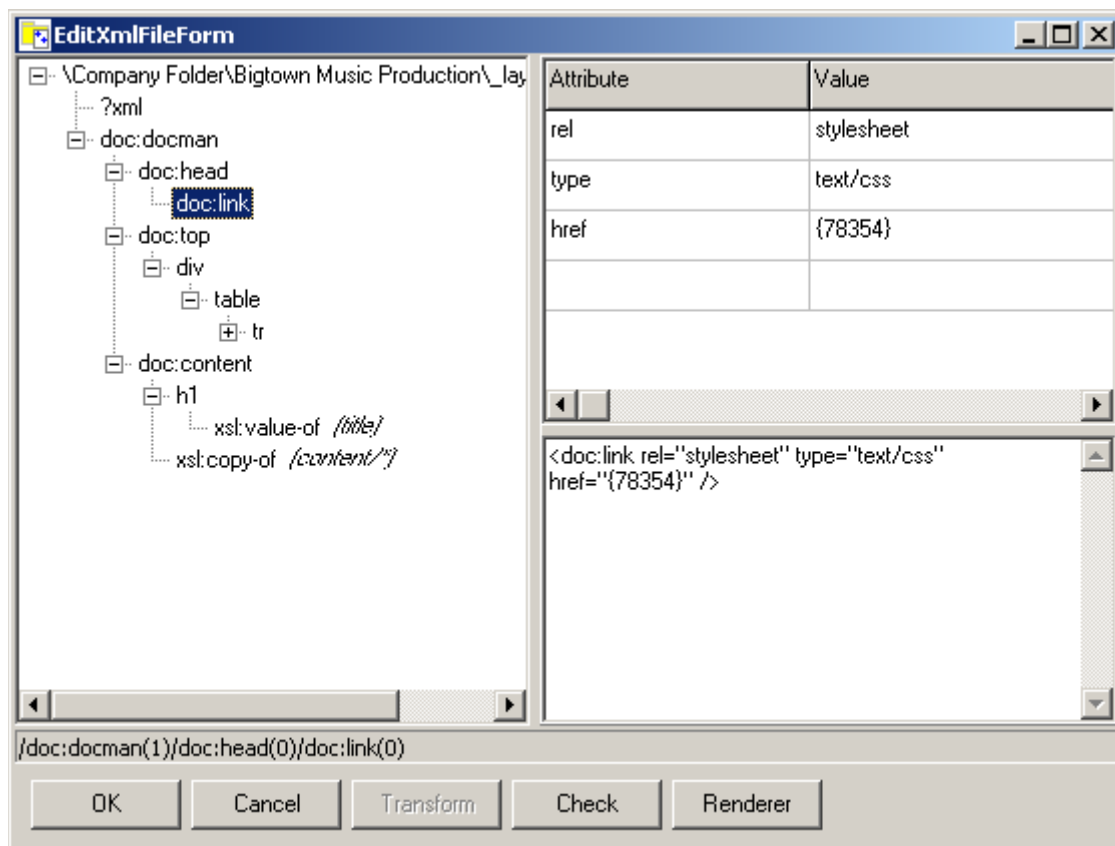 EditXmlFileForm
\Company Folder\Bigtown Music Production\_lay
?xml
doc:docman
doc:head
doc:link
doc:top
div
table
tr
doc:content
h1
xsl:value-of {title}
xsl:copy-of {content/*}
Attribute Value
rel stylesheet
type text/css
href {78354}
<doc:link rel="stylesheet" type="text/css"
href="{78354}" />
/doc:docman(1)/doc:head(0)/doc:link(0)
OK Cancel Transform Check Renderer